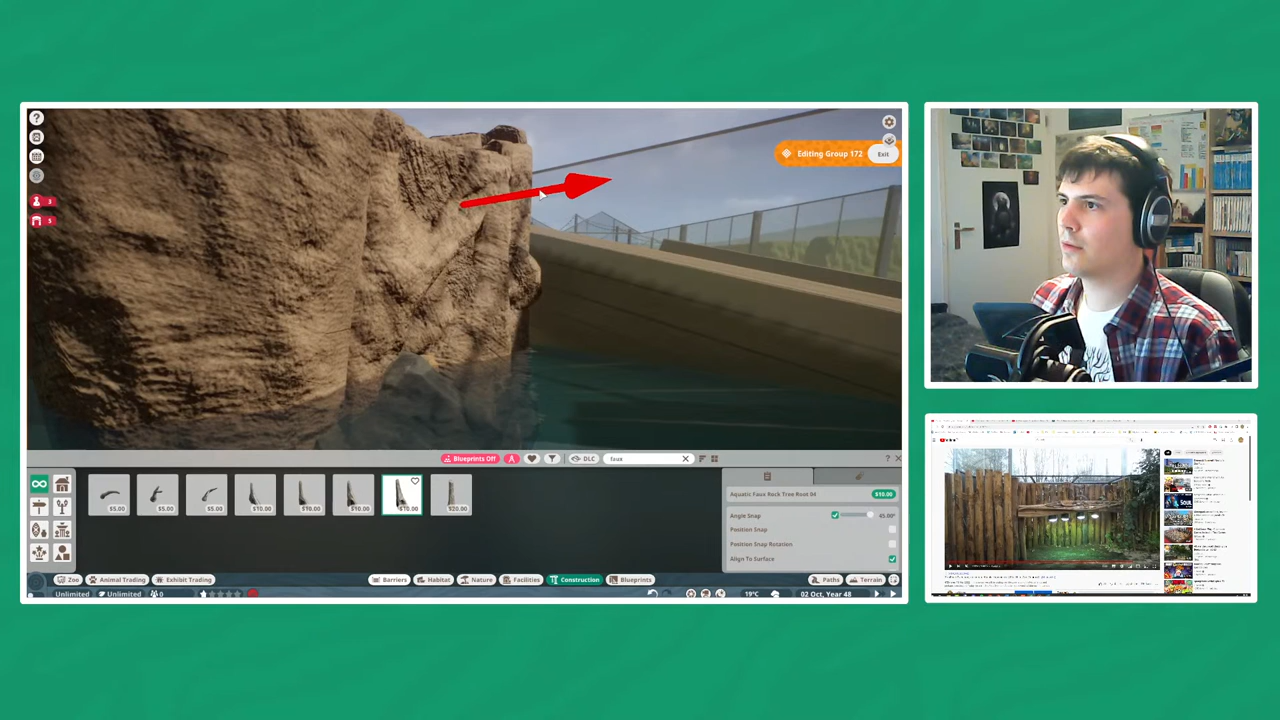 ?
Editing Group 172
Exit
3
5
Blueprints Off
DLC
faux
?
$5.00
$5.00
$5.00
$10.00
$10.00
$10.00
$10.00
$20.00
Aquatic Faux Rock Tree Root 04
$10.00
Angle Snap
45.00°
Position Snap
Position Snap Rotation
Align To Surface
Zoo
Animal Trading
Exhibit Trading
Barriers
Habitat
Nature
Facilities
Construction
Blueprints
Paths
Terrain
Unlimited
Unlimited
0
19°C
02 Oct, Year 48